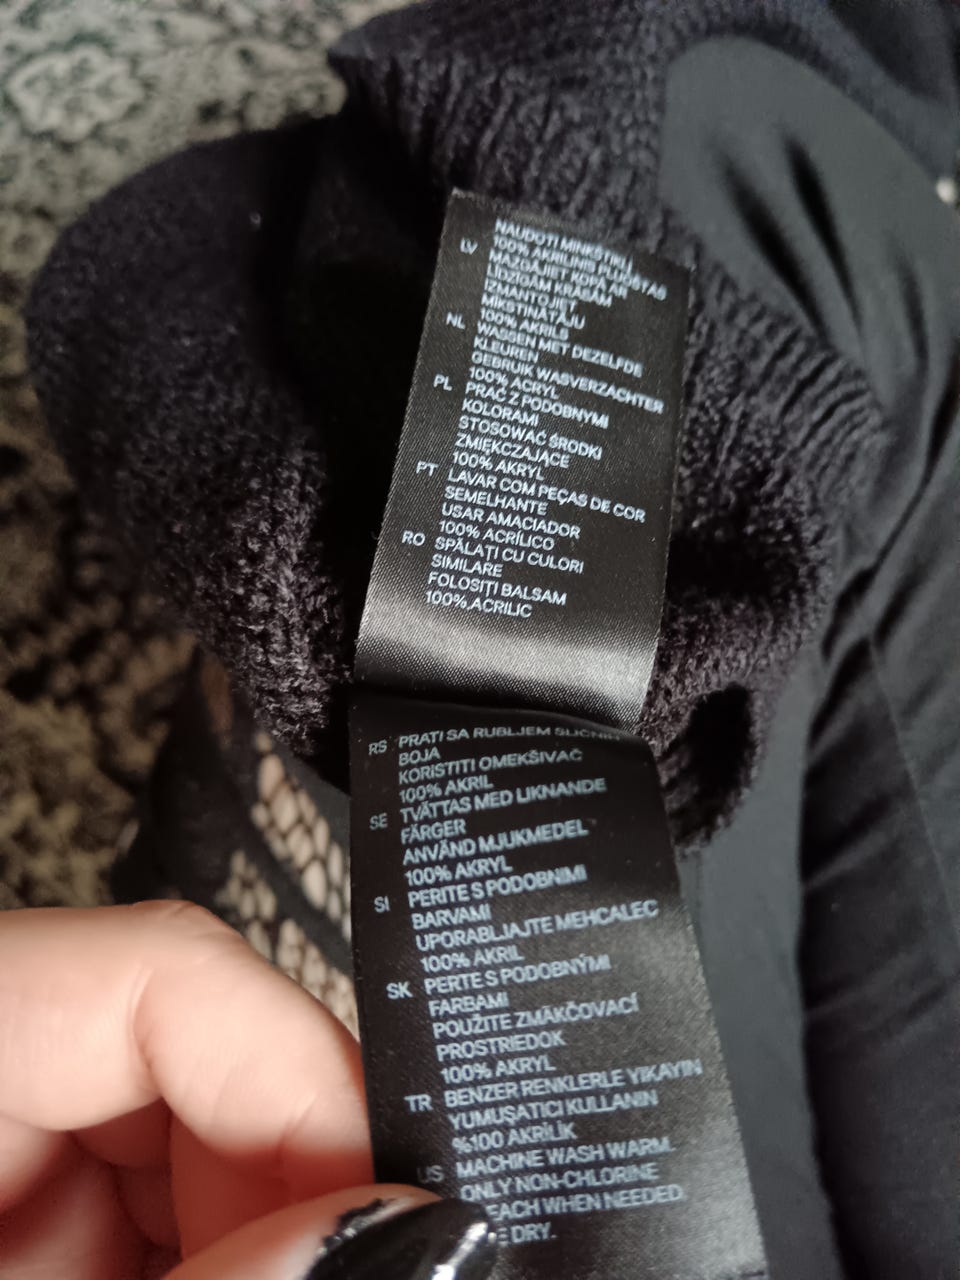 NAUDOTI MINKŠTIKLĮ
100% AKRILINIS PLUOŠTAS
LV MAZGĀJIET KOPĀ AR
LĪDZĪGĀM KRĀSĀM
IZMANTOJIET
MĪKSTINĀTĀJU
100% AKRILS
NL WASSEN MET DEZELFDE
KLEUREN
GEBRUIK WASVERZACHTER
100% ACRYL
PL PRAĆ Z PODOBNYMI
KOLORAMI
STOSOWAĆ ŚRODKI
ZMIĘKCZAJĄCE
100% AKRYL
PT LAVAR COM PEÇAS DE COR
SEMELHANTE
USAR AMACIADOR
100% ACRÍLICO
RO SPĂLAȚI CU CULORI
SIMILARE
FOLOSIȚI BALSAM
100% ACRILIC
RS PRATI SA RUBLJEM SLIČNIH
BOJA
KORISTITI OMEKŠIVAČ
100% AKRIL
SE TVÄTTAS MED LIKNANDE
FÄRGER
ANVÄND MJUKMEDEL
100% AKRYL
SI PERITE S PODOBNIMI
BARVAMI
UPORABLJAJTE MEHČALEC
100% AKRIL
SK PERTE S PODOBNÝMI
FARBAMI
POUŽITE ZMÄKČOVACÍ
PROSTRIEDOK
100% AKRYL
TR BENZER RENKLERLE YIKAYIN
YUMUŞATICI KULLANIN
%100 AKRİLİK
US MACHINE WASH WARM.
ONLY NON-CHLORINE
EACH WHEN NEEDED.
E DRY.